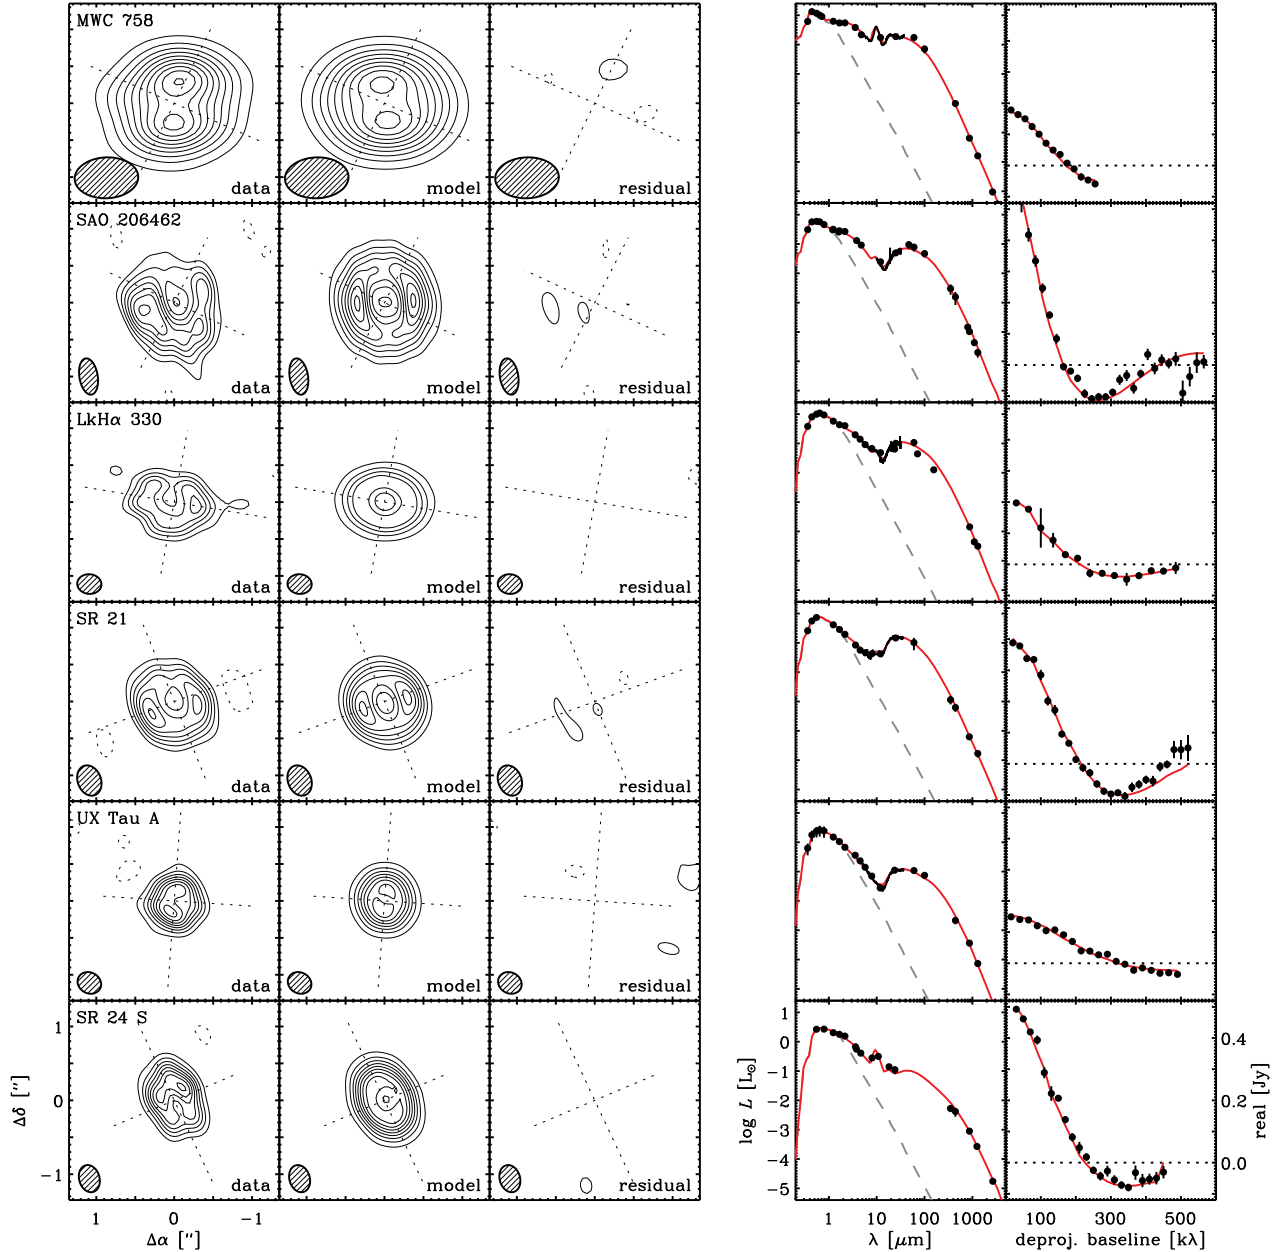 MWC 758
data
model
residual
SAO 206462
data
model
residual
LkHα 330
data
model
residual
SR 21
data
model
residual
UX Tau A
data
model
residual
SR 24 S
data
model
residual
1
0
−1
Δδ ["]
1
0
−1
Δα ["]
1
0
−1
−2
−3
−4
−5
log L [L⊙]
1
10
100
1000
λ [μm]
100
300
500
deproj. baseline [kλ]
0.4
0.2
0.0
real [Jy]